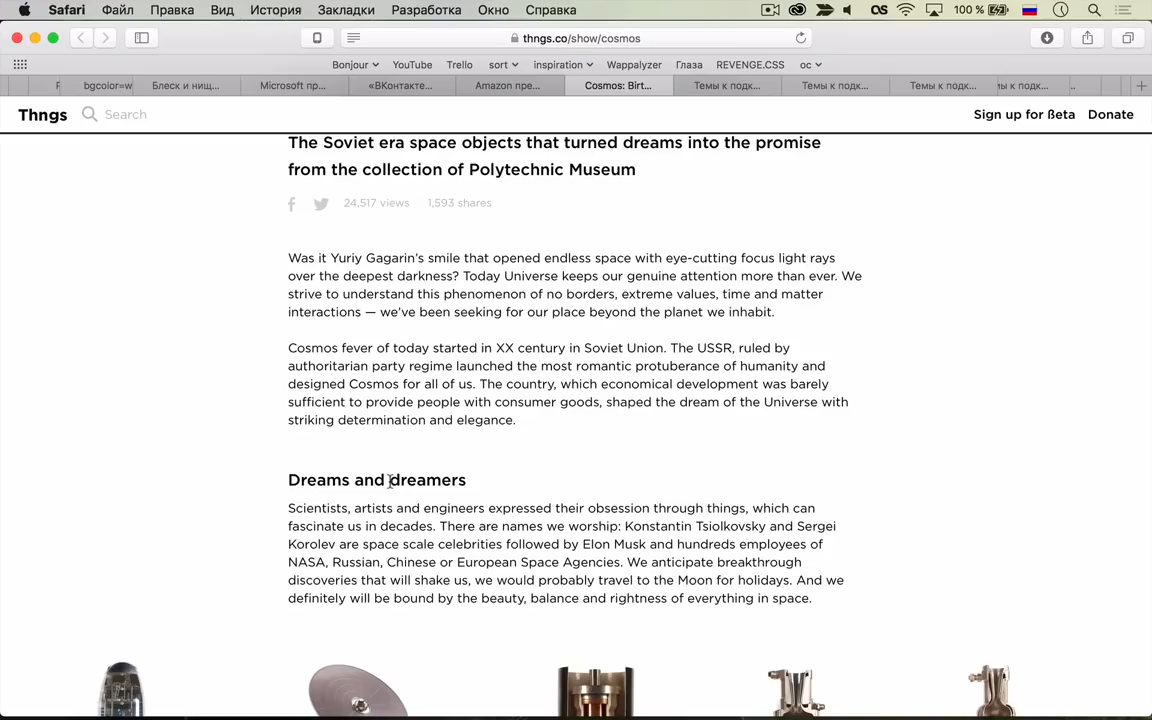 Safari Файл Правка Вид История Закладки Разработка Окно Справка 100 %
thngs.co/show/cosmos
Bonjour YouTube Trello sort inspiration Wappalyzer Глаза REVENGE.CSS ос
bgcolor=w Блеск и нищ... Microsoft пр... «ВКонтакте... Amazon пре... Cosmos: Birt... Темы к подк... Темы к подк... Темы к подк... ы к подк...
Thngs Search Sign up for ßeta Donate
The Soviet era space objects that turned dreams into the promise
from the collection of Polytechnic Museum
24,517 views 1,593 shares
Was it Yuriy Gagarin's smile that opened endless space with eye-cutting focus light rays
over the deepest darkness? Today Universe keeps our genuine attention more than ever. We
strive to understand this phenomenon of no borders, extreme values, time and matter
interactions — we've been seeking for our place beyond the planet we inhabit.
Cosmos fever of today started in XX century in Soviet Union. The USSR, ruled by
authoritarian party regime launched the most romantic protuberance of humanity and
designed Cosmos for all of us. The country, which economical development was barely
sufficient to provide people with consumer goods, shaped the dream of the Universe with
striking determination and elegance.
Dreams and dreamers
Scientists, artists and engineers expressed their obsession through things, which can
fascinate us in decades. There are names we worship: Konstantin Tsiolkovsky and Sergei
Korolev are space scale celebrities followed by Elon Musk and hundreds employees of
NASA, Russian, Chinese or European Space Agencies. We anticipate breakthrough
discoveries that will shake us, we would probably travel to the Moon for holidays. And we
definitely will be bound by the beauty, balance and rightness of everything in space.